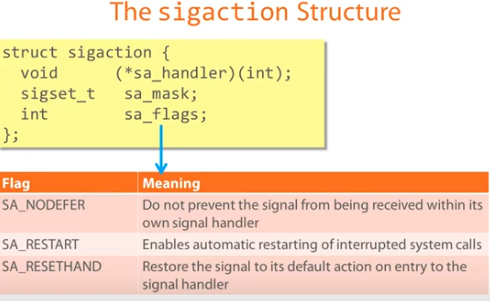 The sigaction Structure
struct sigaction {
void (*sa_handler)(int);
sigset_t sa_mask;
int sa_flags;
};
Flag Meaning
SA_NODEFER Do not prevent the signal from being received within its
own signal handler
SA_RESTART Enables automatic restarting of interrupted system calls
SA_RESETHAND Restore the signal to its default action on entry to the
signal handler